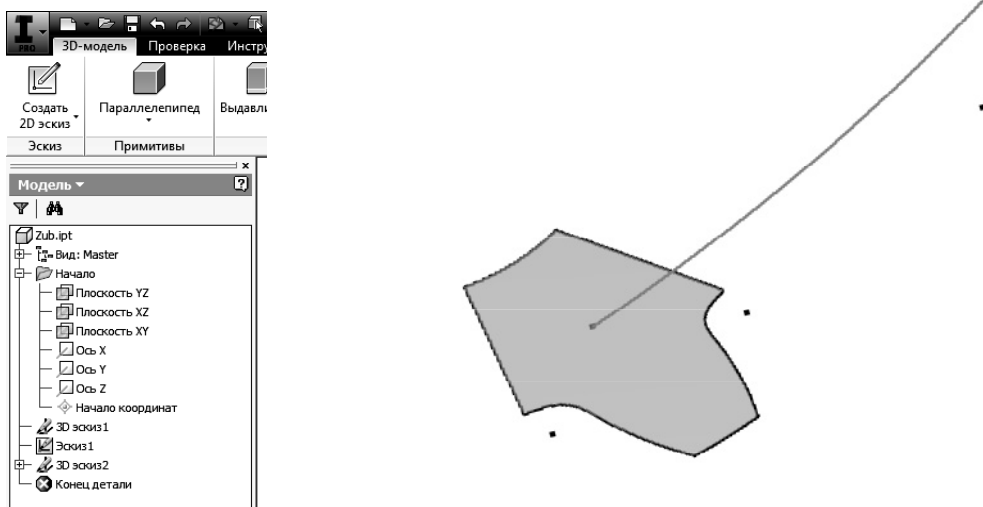 I
PRO
3D-модель Проверка Инстру
Создать
2D эскиз
Параллелепипед
Выдавли
Эскиз Примитивы
Модель
Zub.ipt
Вид: Master
Начало
Плоскость YZ
Плоскость XZ
Плоскость XY
Ось X
Ось Y
Ось Z
Начало координат
3D эскиз1
Эскиз1
3D эскиз2
Конец детали